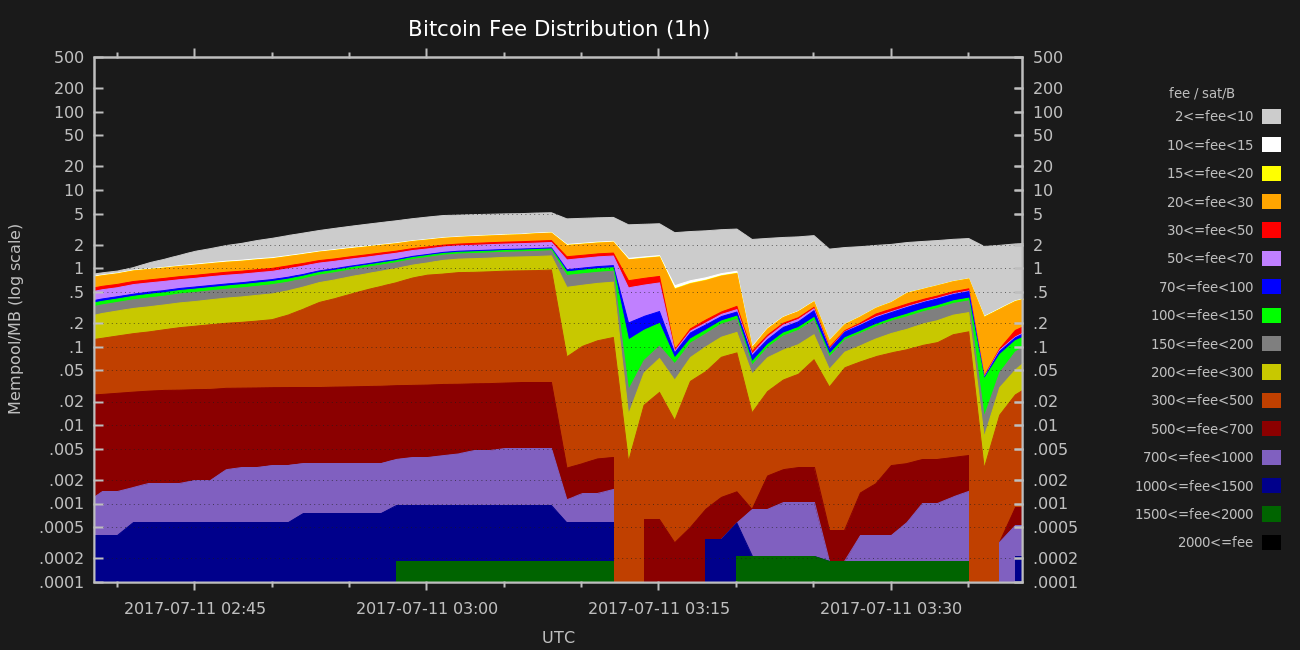 Bitcoin Fee Distribution (1h)
500 500
200 200
100 100
50 50
20 20
10 10
5 5
2 2
1 1
.5 .5
.2 .2
.1 .1
.05 .05
.02 .02
.01 .01
.005 .005
.002 .002
.001 .001
.0005 .0005
.0002 .0002
.0001 .0001
Mempool/MB (log scale)
2017-07-11 02:45 2017-07-11 03:00 2017-07-11 03:15 2017-07-11 03:30
UTC
fee / sat/B
2<=fee<10
10<=fee<15
15<=fee<20
20<=fee<30
30<=fee<50
50<=fee<70
70<=fee<100
100<=fee<150
150<=fee<200
200<=fee<300
300<=fee<500
500<=fee<700
700<=fee<1000
1000<=fee<1500
1500<=fee<2000
2000<=fee